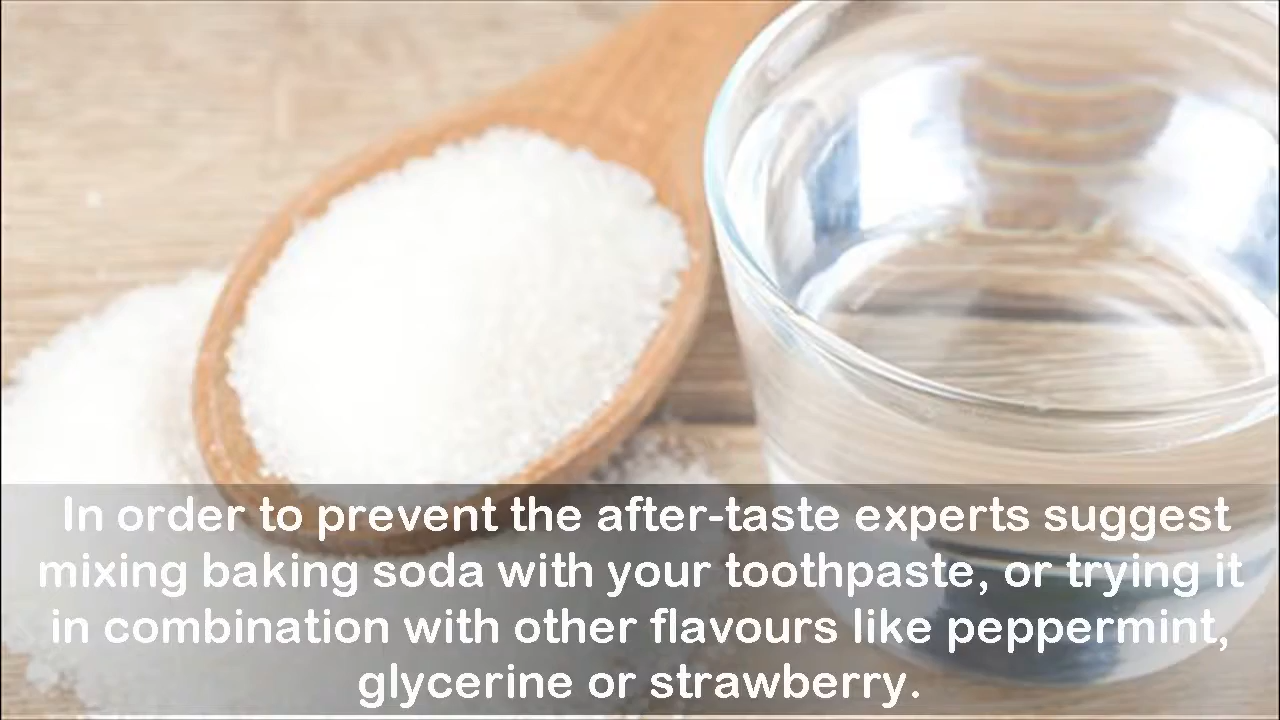 In order to prevent the after-taste experts suggest
mixing baking soda with your toothpaste, or trying it
in combination with other flavours like peppermint,
glycerine or strawberry.